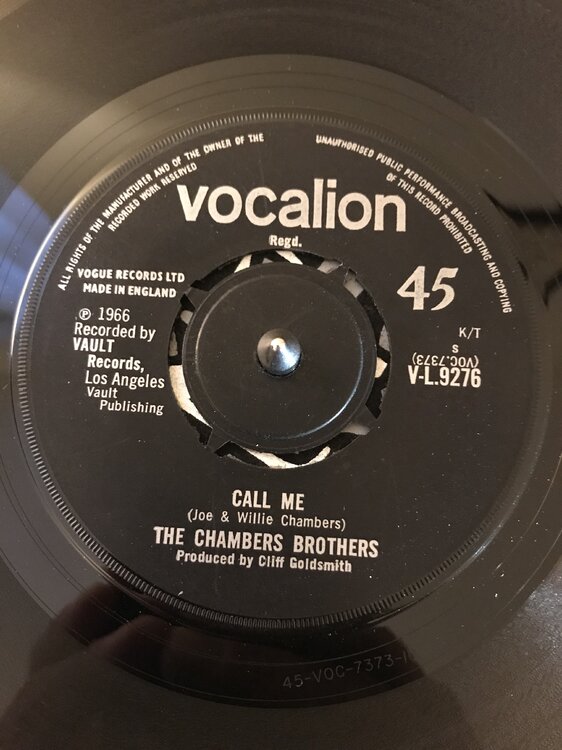 ALL RIGHTS OF THE MANUFACTURER AND OF THE OWNER OF THE
RECORDED WORK RESERVED
UNAUTHORISED PUBLIC PERFORMANCE BROADCASTING AND COPYING
OF THIS RECORD PROHIBITED
vocalion
Regd.
VOGUE RECORDS LTD
MADE IN ENGLAND
45
℗ 1966
Recorded by
VAULT
Records,
Los Angeles
Vault
Publishing
K/T
S
(VOC.7373)
V-L.9276
CALL ME
(Joe & Willie Chambers)
THE CHAMBERS BROTHERS
Produced by Cliff Goldsmith
45-VOC-7373-1